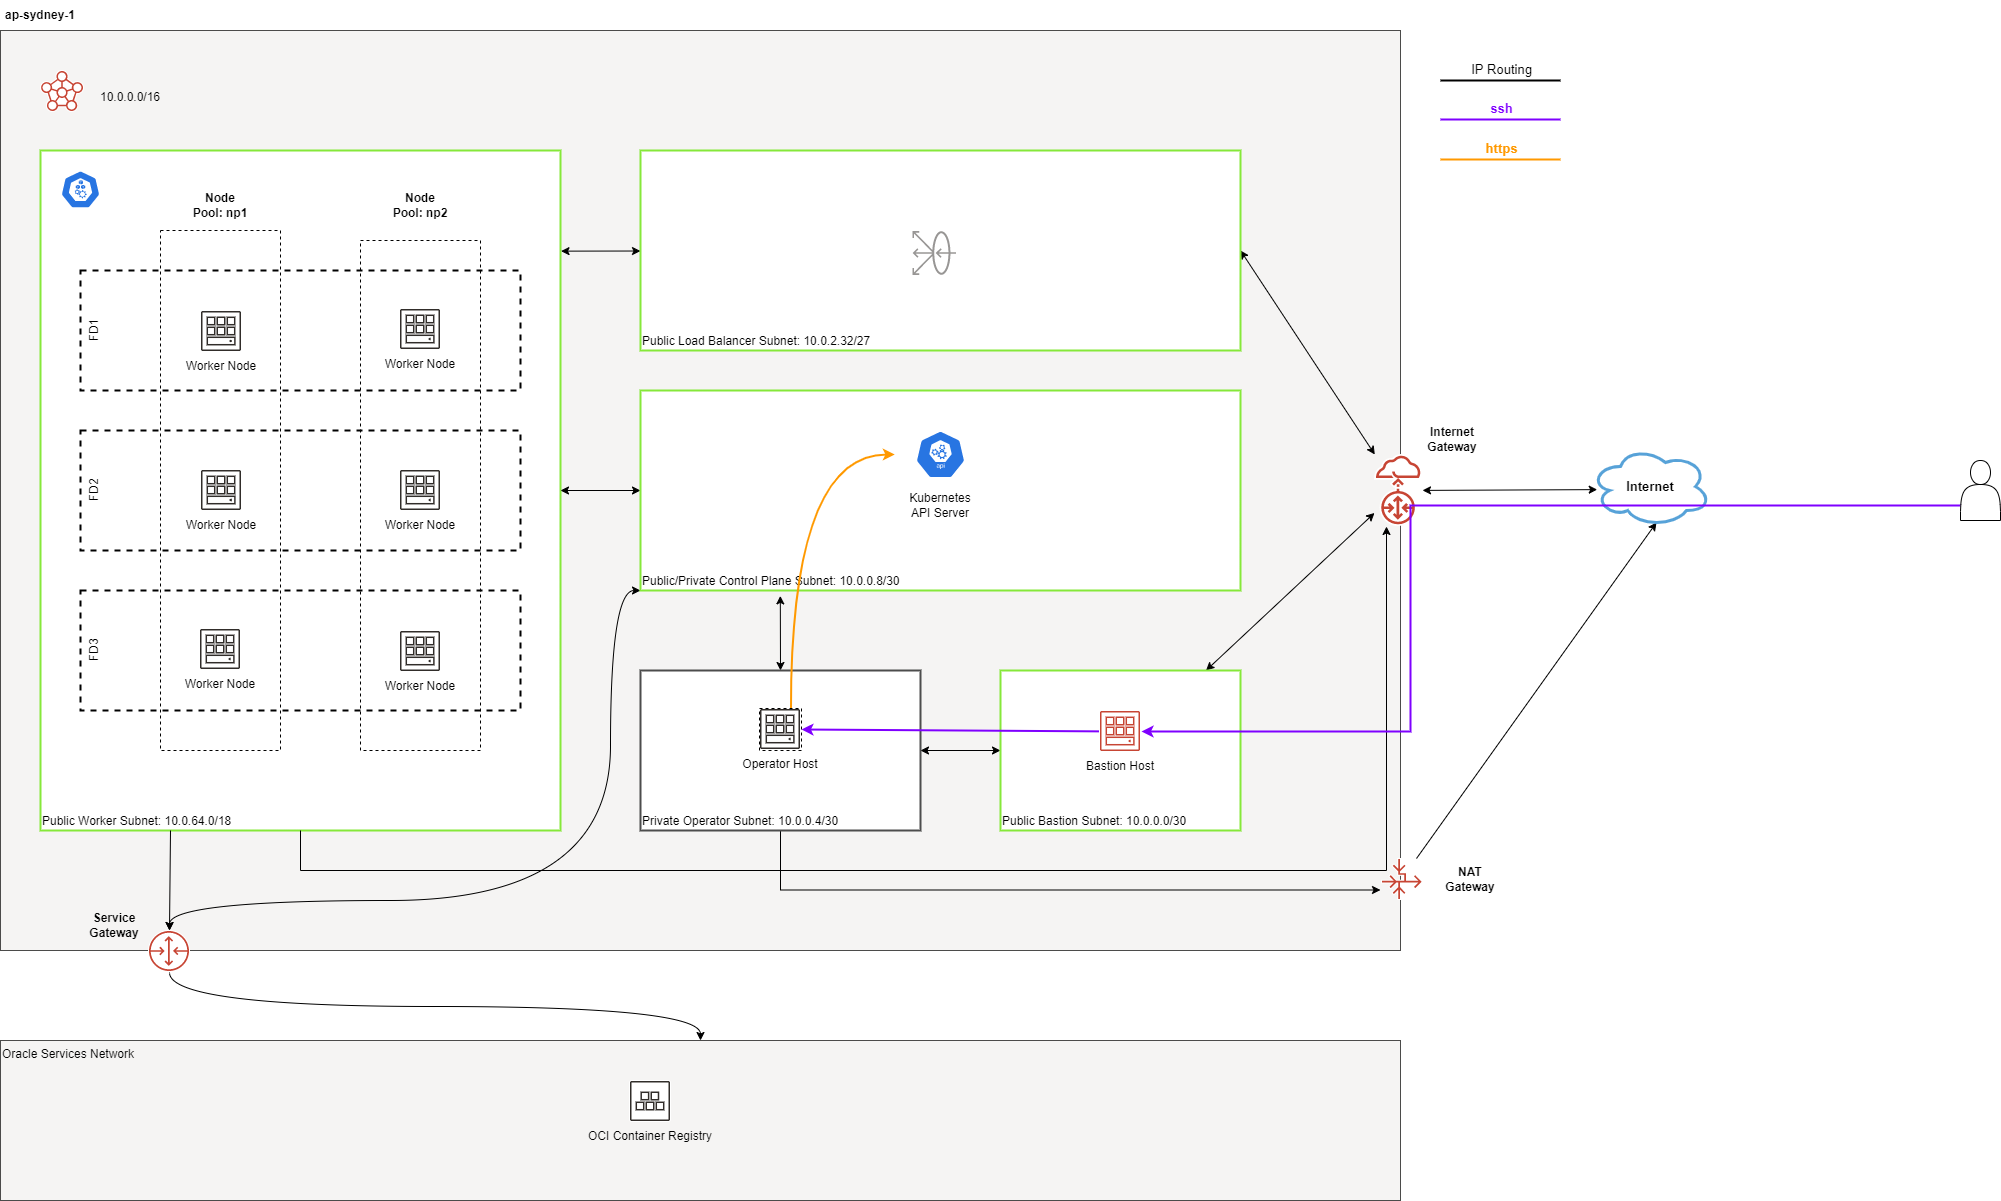 ap-sydney-1
10.0.0.0/16
IP Routing
ssh
https
Node
Pool: np1
Node
Pool: np2
FD1
Worker Node
Worker Node
FD2
Worker Node
Worker Node
FD3
Worker Node
Worker Node
Public Worker Subnet: 10.0.64.0/18
Public Load Balancer Subnet: 10.0.2.32/27
api
Kubernetes
API Server
Public/Private Control Plane Subnet: 10.0.0.8/30
Operator Host
Private Operator Subnet: 10.0.0.4/30
Bastion Host
Public Bastion Subnet: 10.0.0.0/30
Internet
Gateway
Internet
NAT
Gateway
Service
Gateway
Oracle Services Network
OCI Container Registry